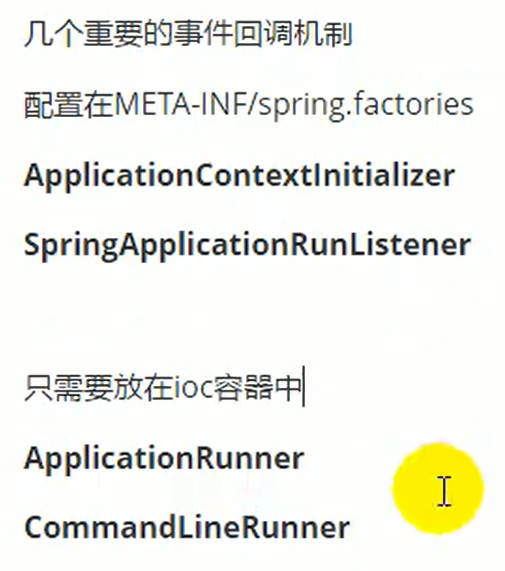 几个重要的事件回调机制
配置在META-INF/spring.factories
ApplicationContextInitializer
SpringApplicationRunListener
只需要放在ioc容器中
ApplicationRunner
CommandLineRunner